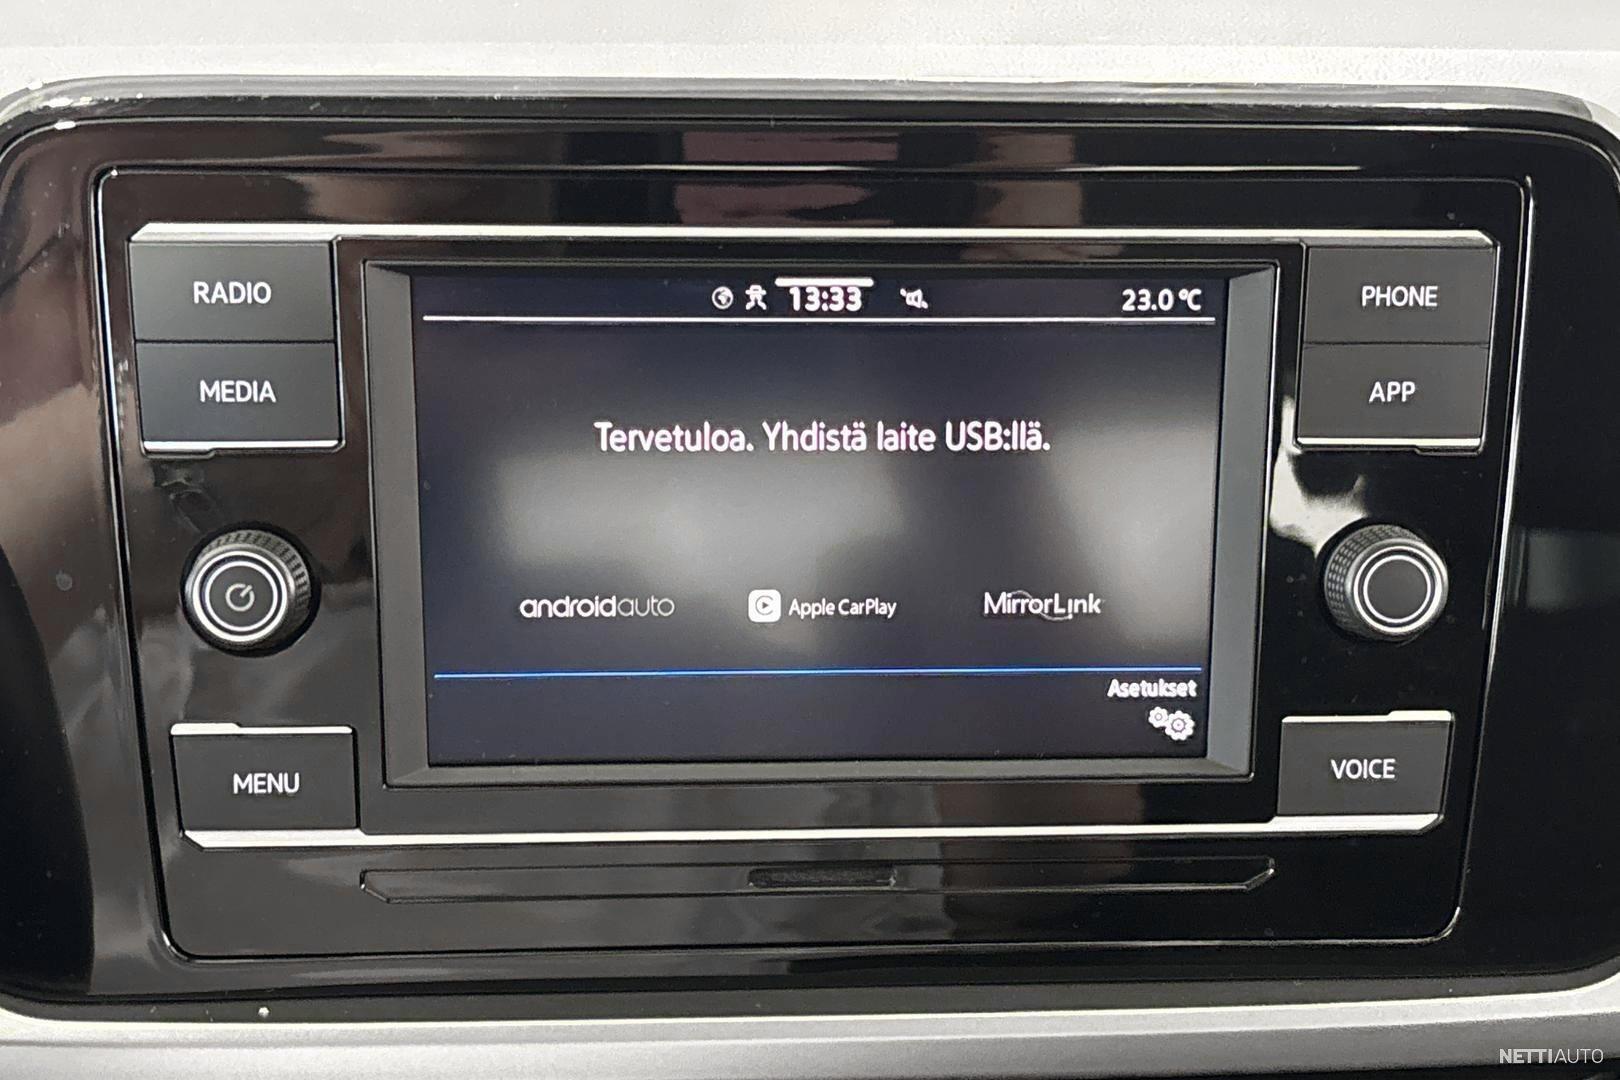 RADIO
MEDIA
MENU
13:33
23.0 °C
Tervetuloa. Yhdistä laite USB:llä.
androidauto
Apple CarPlay
MirrorLink
Asetukset
PHONE
APP
VOICE
NETTIAUTO